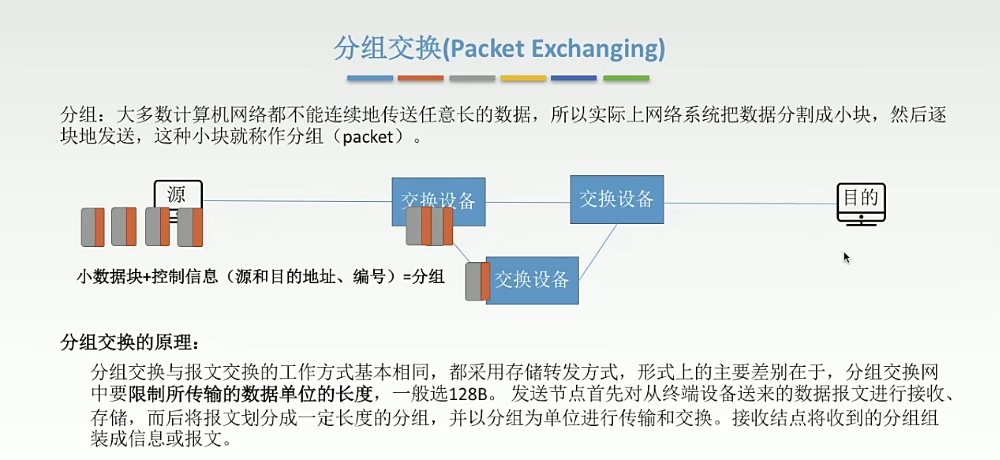 分组交换(Packet Exchanging)
分组：大多数计算机网络都不能连续地传送任意长的数据，所以实际上网络系统把数据分割成小块，然后逐
块地发送，这种小块就称作分组（packet）。
源
交换设备
交换设备
目的
交换设备
小数据块+控制信息（源和目的地址、编号）=分组
分组交换的原理：
分组交换与报文交换的工作方式基本相同，都采用存储转发方式，形式上的主要差别在于，分组交换网
中要限制所传输的数据单位的长度，一般选128B。发送节点首先对从终端设备送来的数据报文进行接收、
存储，而后将报文划分成一定长度的分组，并以分组为单位进行传输和交换。接收结点将收到的分组组
装成信息或报文。